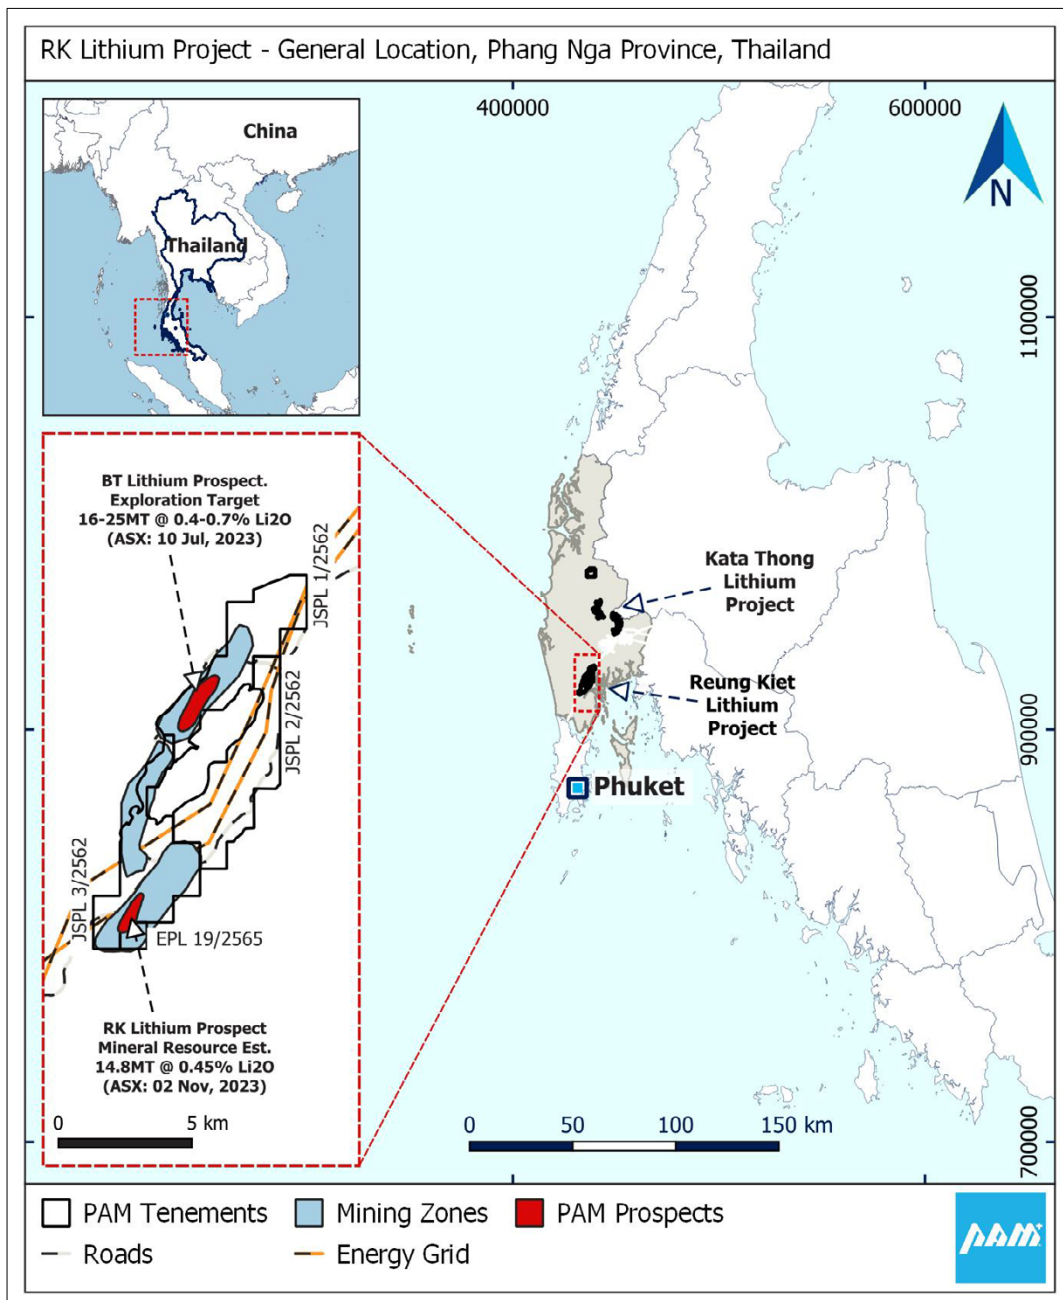 RK Lithium Project - General Location, Phang Nga Province, Thailand
400000
600000
China
Thailand
N
1100000
BT Lithium Prospect.
Exploration Target
16-25MT @ 0.4-0.7% Li2O
(ASX: 10 Jul, 2023)
JSPL 1/2562
JSPL 2/2562
JSPL 3/2562
EPL 19/2565
RK Lithium Prospect
Mineral Resource Est.
14.8MT @ 0.45% Li2O
(ASX: 02 Nov, 2023)
0 5 km
Kata Thong
Lithium
Project
Reung Kiet
Lithium
Project
900000
Phuket
0 50 100 150 km
700000
PAM Tenements
Mining Zones
PAM Prospects
Roads
Energy Grid
PAM